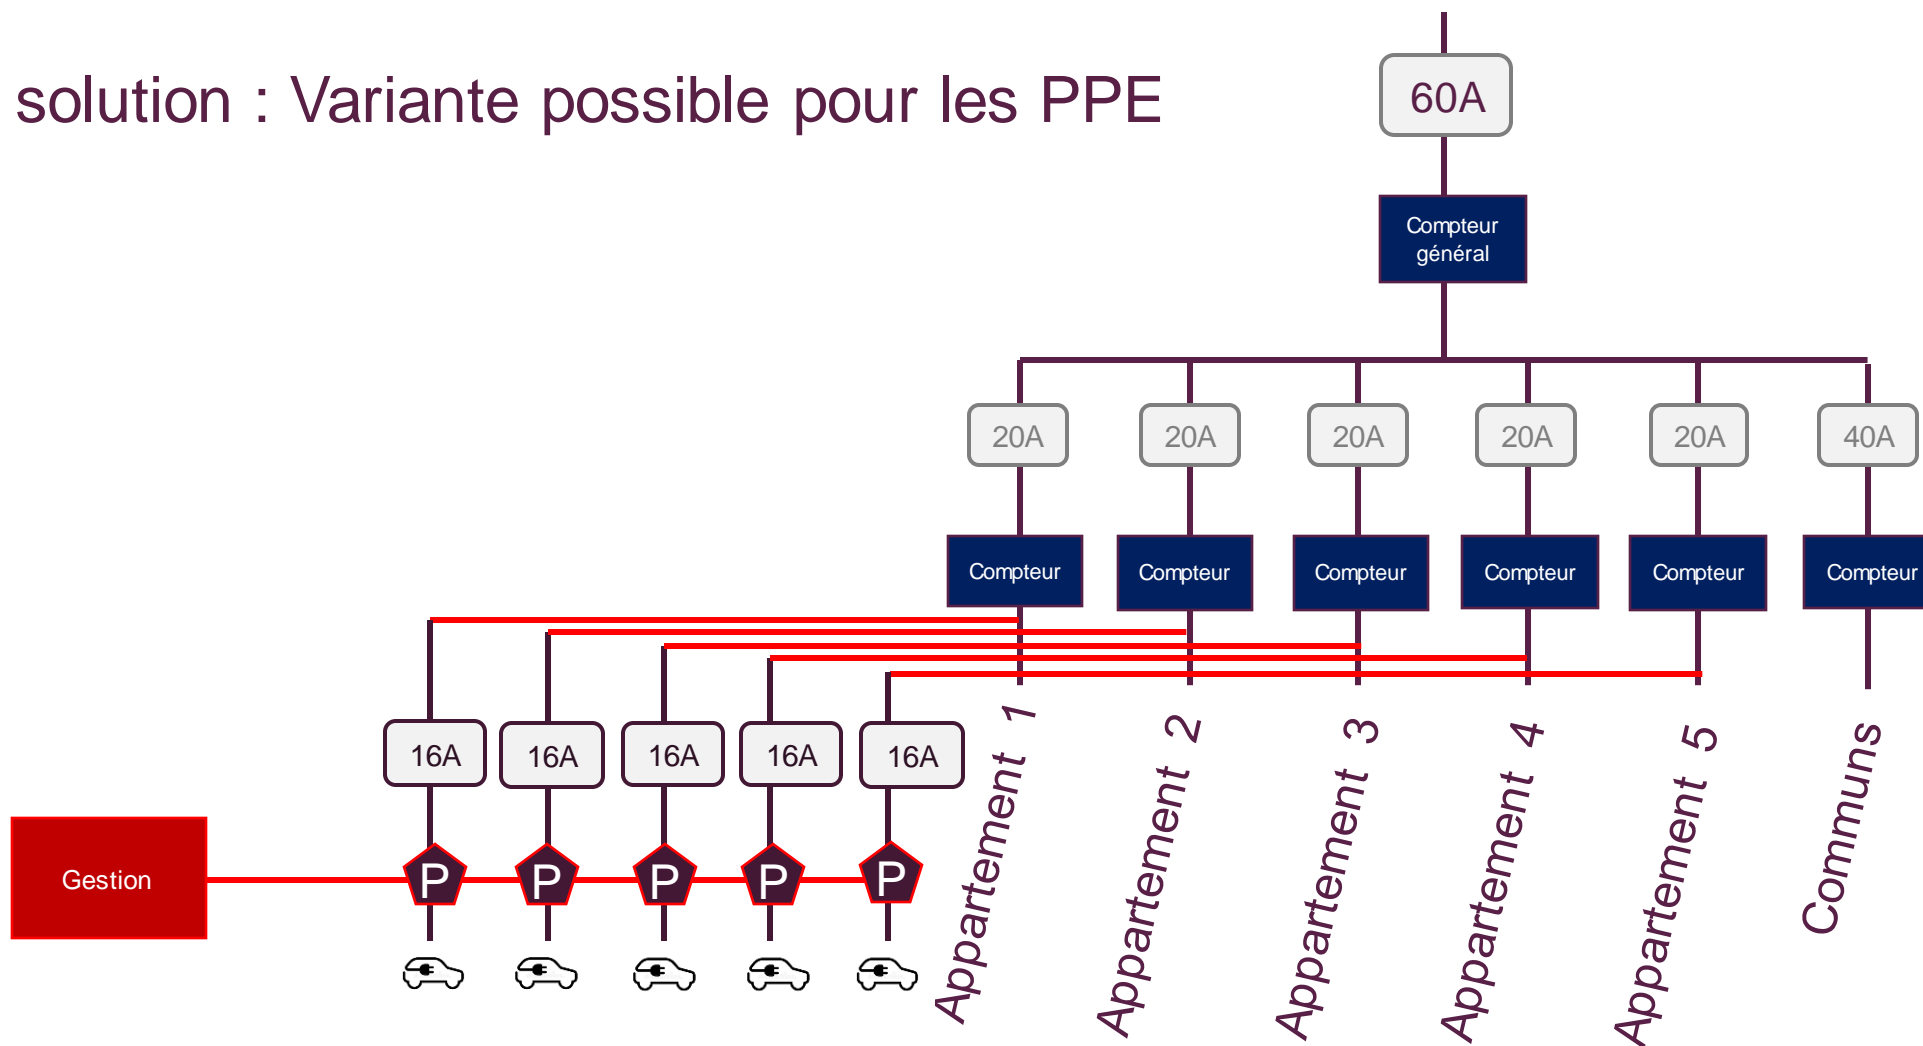 solution : Variante possible pour les PPE
60A
Compteur
général
20A
20A
20A
20A
20A
40A
Compteur
Compteur
Compteur
Compteur
Compteur
Compteur
16A
16A
16A
16A
16A
Appartement 1
Appartement 2
Appartement 3
Appartement 4
Appartement 5
Communs
Gestion
P
P
P
P
P